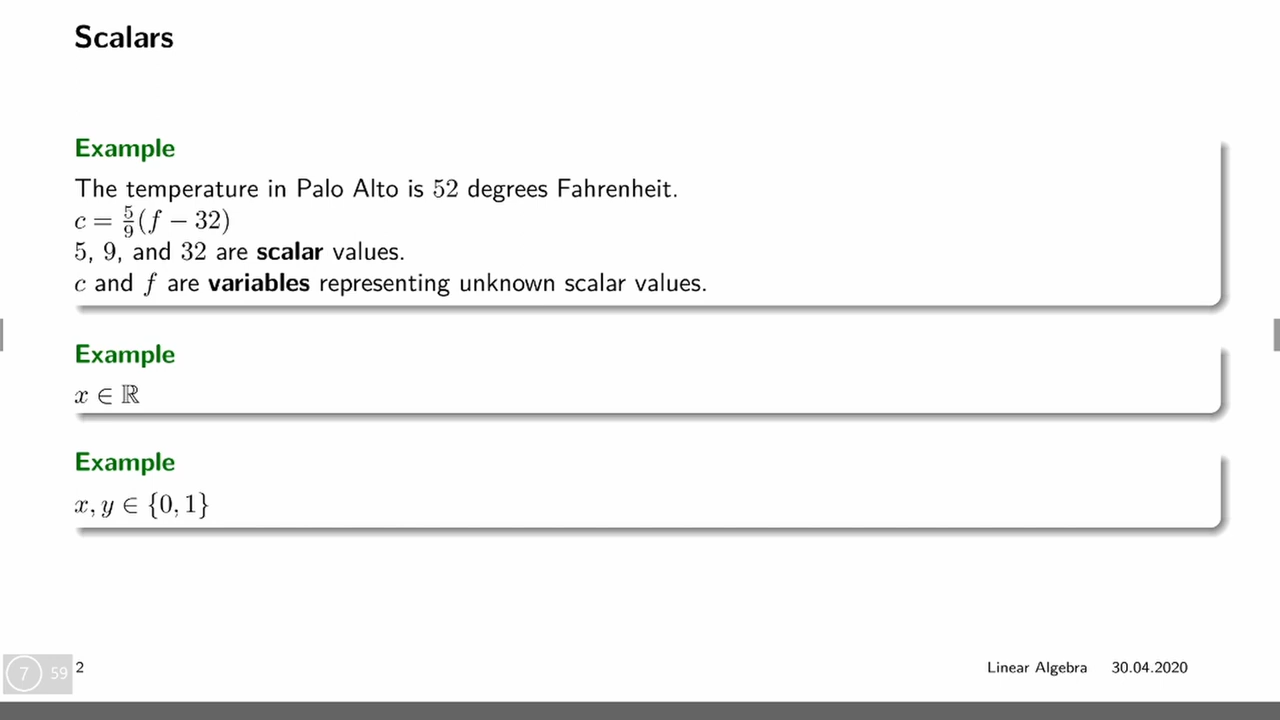 Scalars
Example
The temperature in Palo Alto is 52 degrees Fahrenheit.
c = 5/9(f − 32)
5, 9, and 32 are scalar values.
c and f are variables representing unknown scalar values.
Example
x ∈ ℝ
Example
x, y ∈ {0, 1}
7 59 2
Linear Algebra 30.04.2020